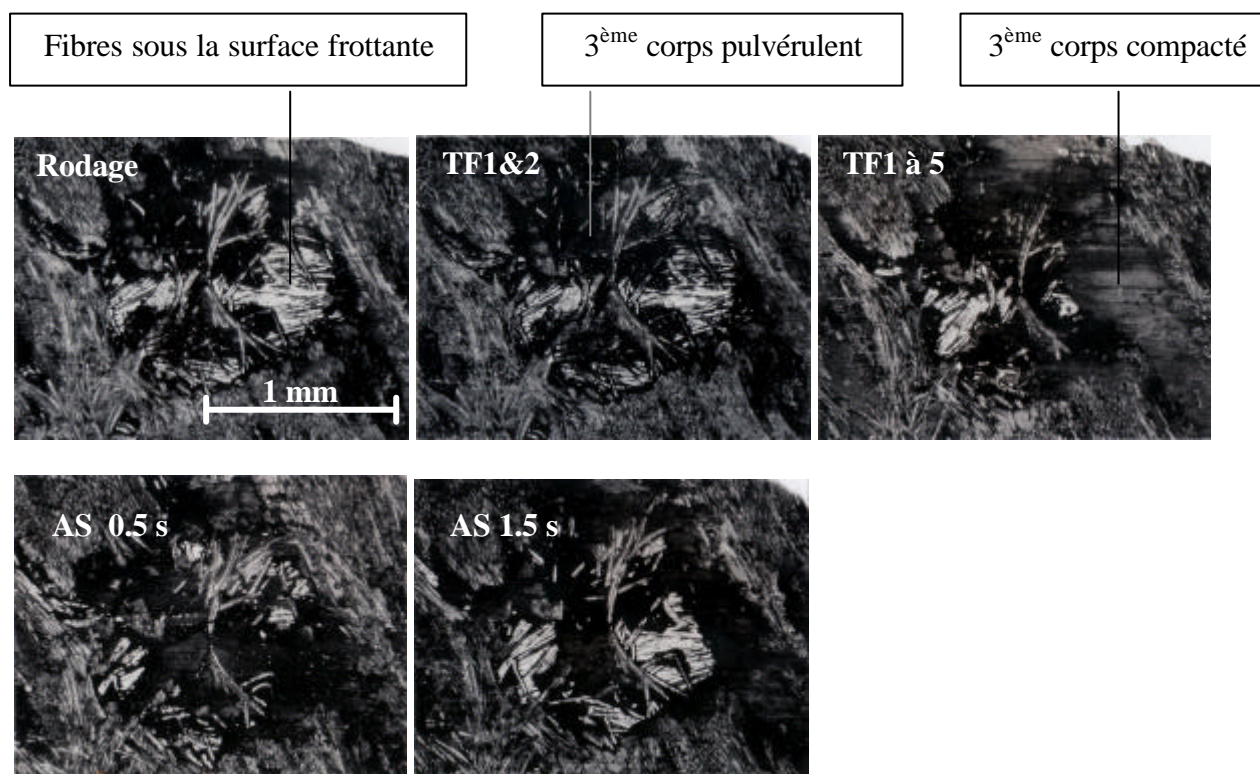 Fibres sous la surface frottante
3ème corps pulvérulent
3ème corps compacté
Rodage
TF1&2
TF1 à 5
1 mm
AS 0.5 s
AS 1.5 s